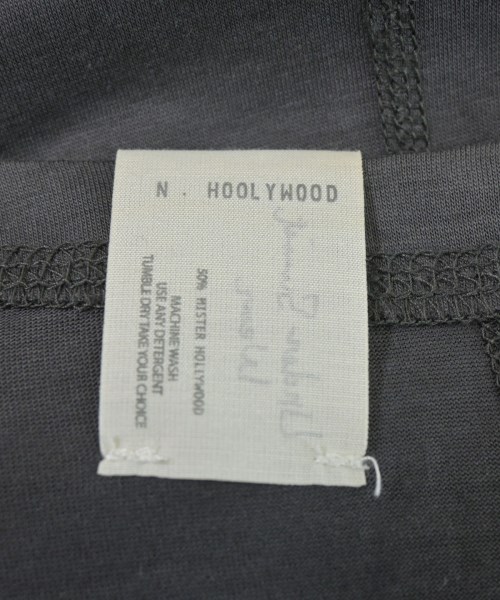 N . HOOLYWOOD
50% MISTER HOLLYWOOD
MACHINE WASH
USE ANY DETERGENT
TUMBLE DRY TAKE YOUR CHOICE